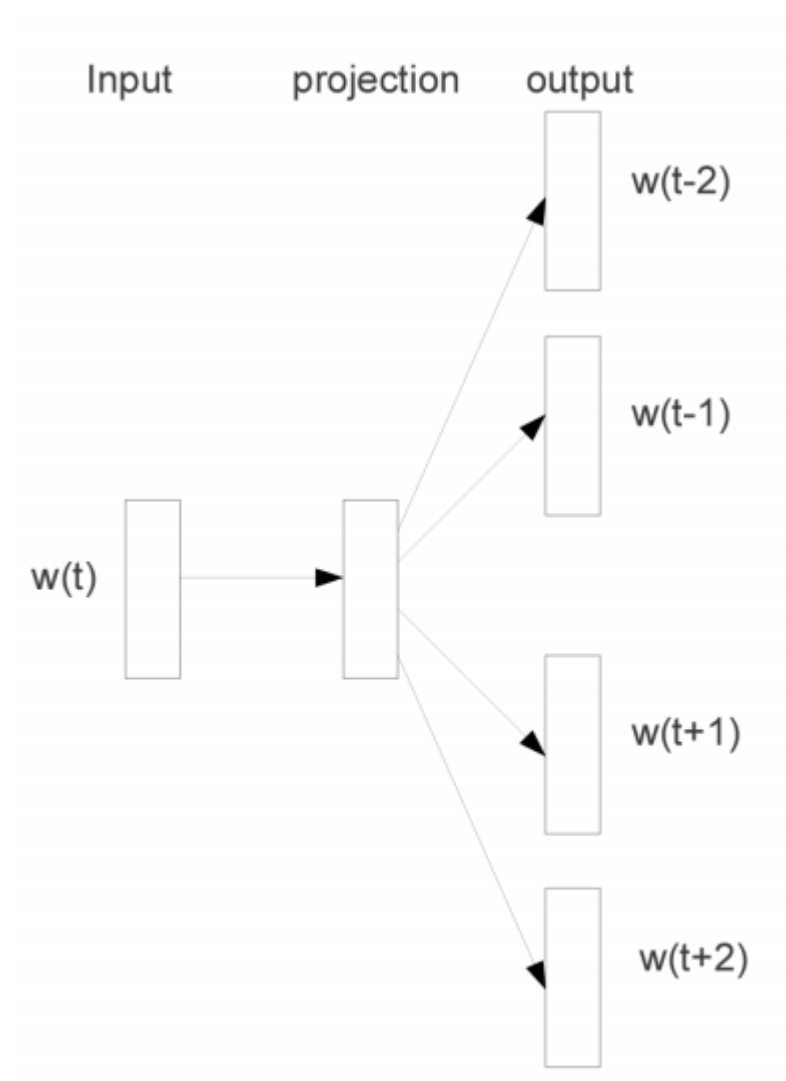 Input projection output
w(t-2)
w(t-1)
w(t)
w(t+1)
w(t+2)